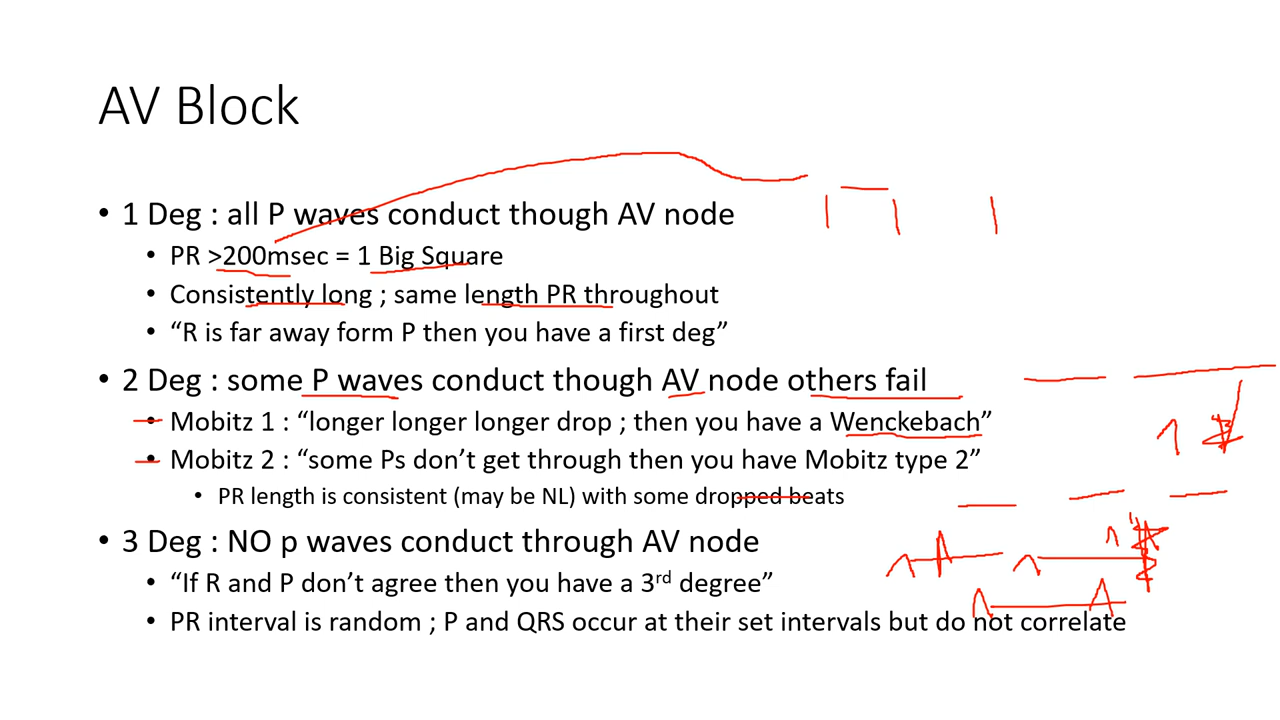 AV Block
• 1 Deg : all P waves conduct though AV node
• PR >200msec = 1 Big Square
• Consistently long ; same length PR throughout
• “R is far away form P then you have a first deg”
• 2 Deg : some P waves conduct though AV node others fail
• Mobitz 1 : “longer longer longer drop ; then you have a Wenckebach”
• Mobitz 2 : “some Ps don’t get through then you have Mobitz type 2”
• PR length is consistent (may be NL) with some dropped beats
• 3 Deg : NO p waves conduct through AV node
• “If R and P don’t agree then you have a 3rd degree”
• PR interval is random ; P and QRS occur at their set intervals but do not correlate